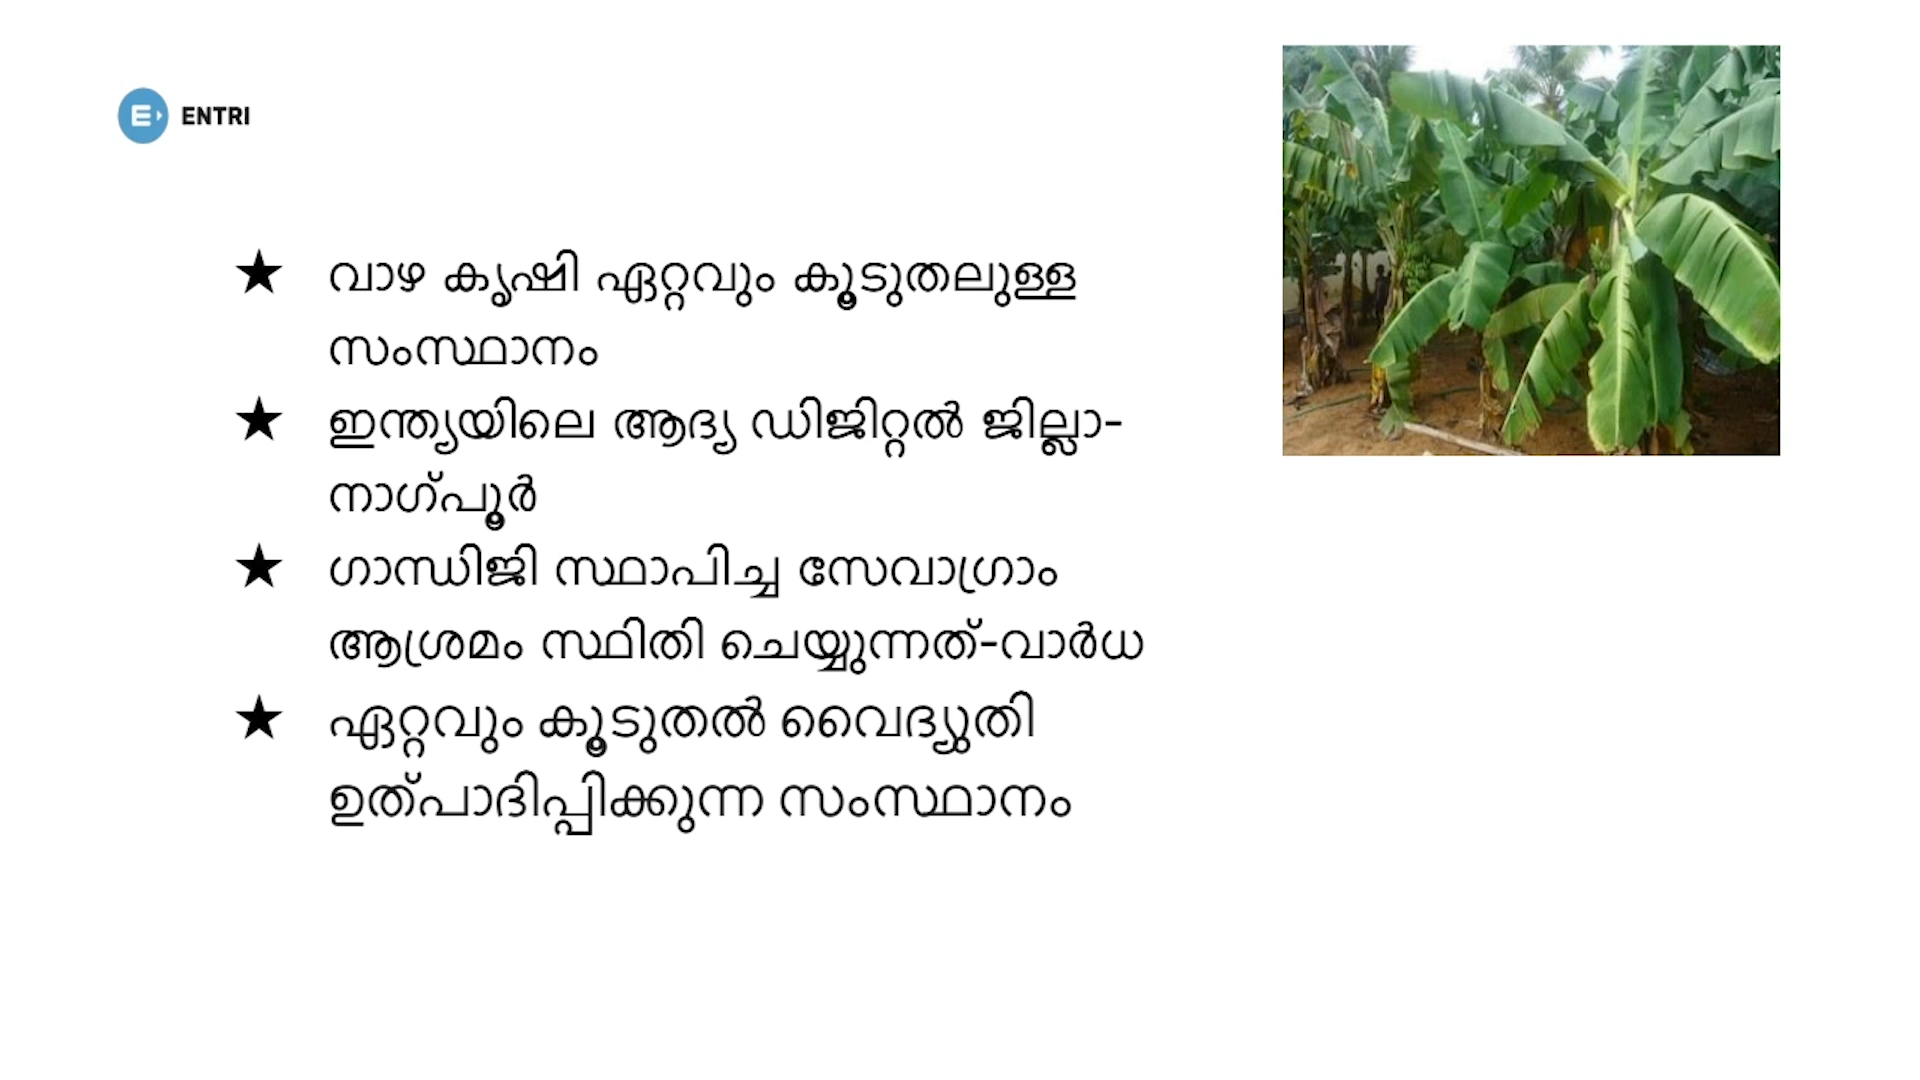 ENTRI
★ വാഴ കൃഷി ഏറ്റവും കൂടുതലുള്ള
സംസ്ഥാനം
★ ഇന്ത്യയിലെ ആദ്യ ഡിജിറ്റൽ ജില്ലാ-
നാഗ്പൂർ
★ ഗാന്ധിജി സ്ഥാപിച്ച സേവാഗ്രാം
ആശ്രമം സ്ഥിതി ചെയ്യുന്നത്-വാർധ
★ ഏറ്റവും കൂടുതൽ വൈദ്യുതി
ഉത്പാദിപ്പിക്കുന്ന സംസ്ഥാനം